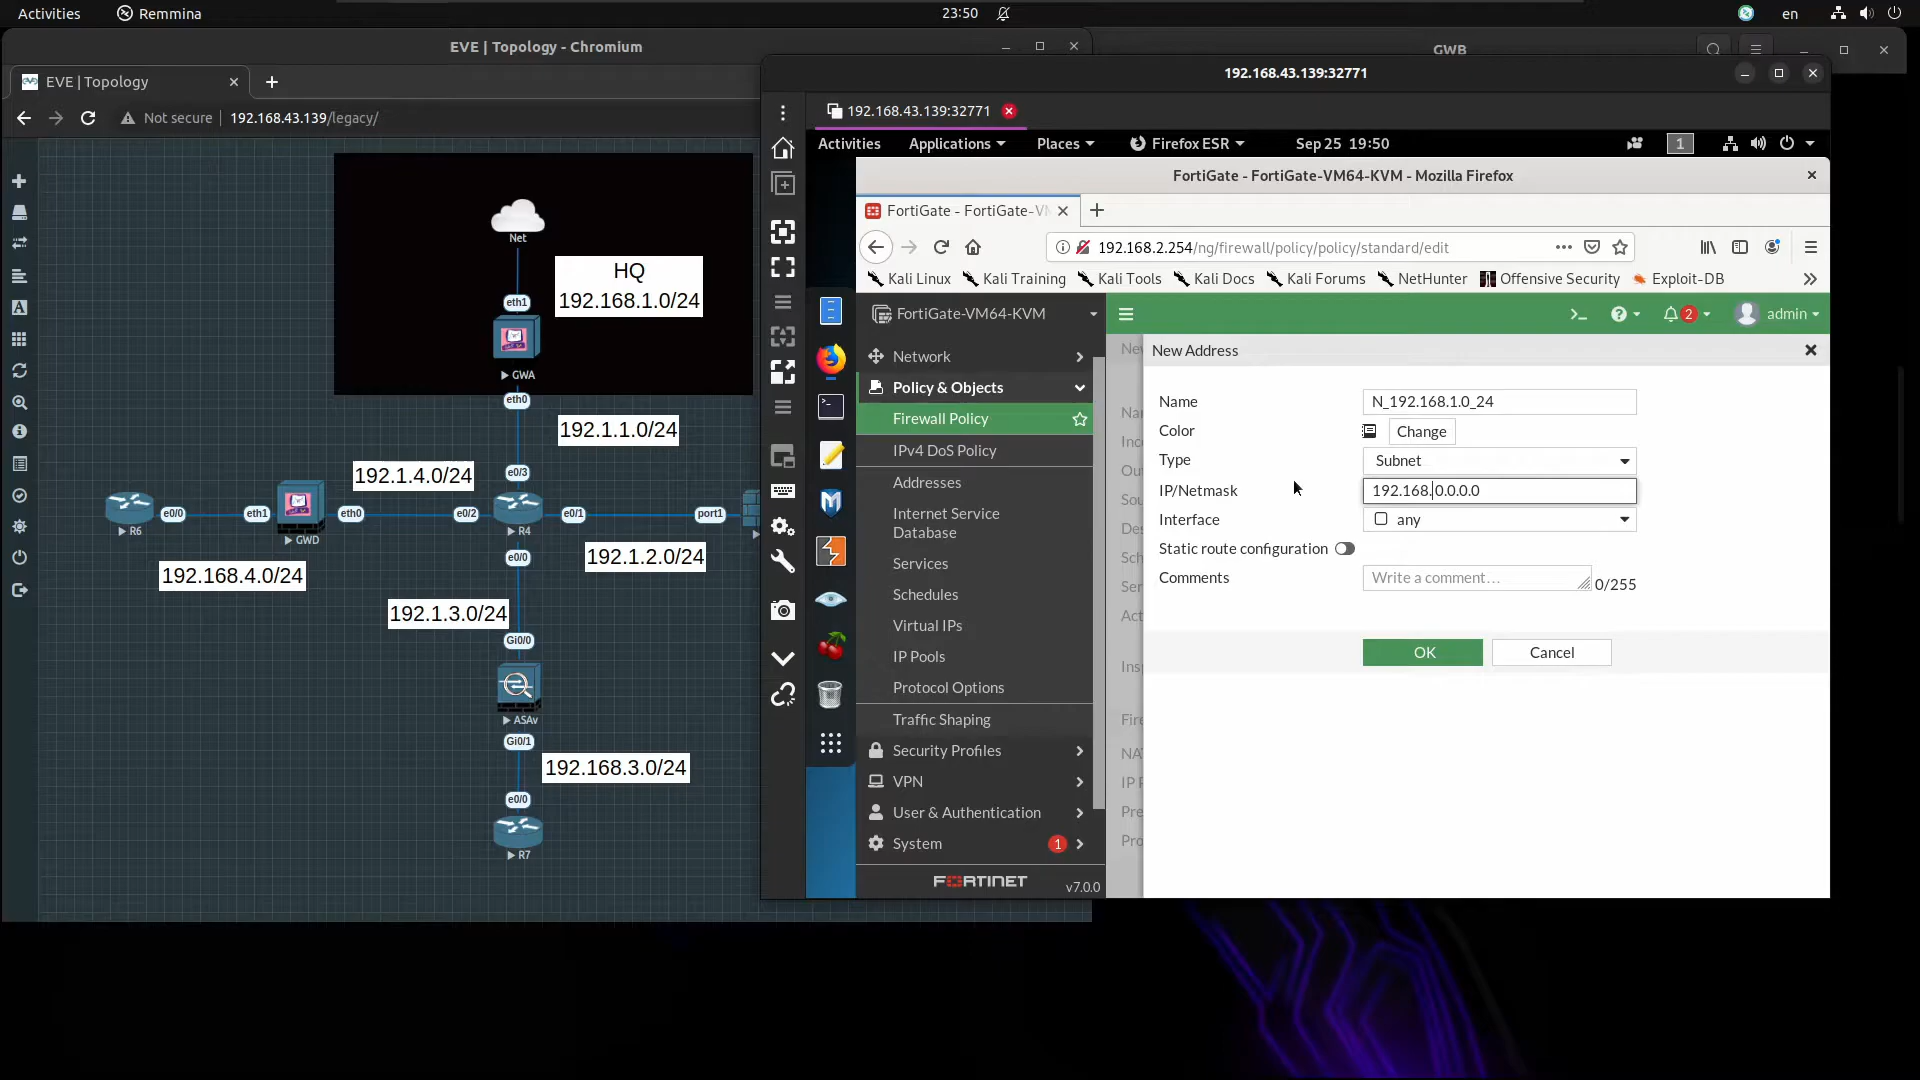 Activities
Remmina
23:50
en
EVE | Topology - Chromium
GWB
EVE | Topology
Not secure
192.168.43.139/legacy/
Net
eth1
HQ
192.168.1.0/24
GWA
eth0
192.1.1.0/24
192.1.4.0/24
e0/3
e0/0
eth1
eth0
e0/2
e0/1
port1
R6
GWD
R4
e0/0
192.1.2.0/24
192.168.4.0/24
192.1.3.0/24
Gi0/0
ASAv
Gi0/1
192.168.3.0/24
e0/0
R7
192.168.43.139:32771
192.168.43.139:32771
Activities
Applications
Places
Firefox ESR
Sep 25 19:50
1
FortiGate - FortiGate-VM64-KVM - Mozilla Firefox
FortiGate - FortiGate-VM
192.168.2.254/ng/firewall/policy/policy/standard/edit
Kali Linux
Kali Training
Kali Tools
Kali Docs
Kali Forums
NetHunter
Offensive Security
Exploit-DB
FortiGate-VM64-KVM
2
admin
Network
Policy & Objects
Firewall Policy
IPv4 DoS Policy
Addresses
Internet Service
Database
Services
Schedules
Virtual IPs
IP Pools
Protocol Options
Traffic Shaping
Security Profiles
VPN
User & Authentication
System
1
FORTINET
v7.0.0
New Address
Name
N_192.168.1.0_24
Color
Change
Type
Subnet
IP/Netmask
192.168.0.0.0.0
Interface
any
Static route configuration
Comments
Write a comment...
0/255
OK
Cancel